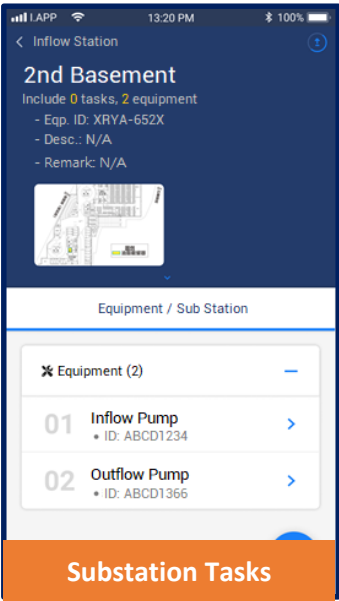 I.APP 13:20 PM 100%
Inflow Station
2nd Basement
Include 0 tasks, 2 equipment
- Eqp. ID: XRYA-652X
- Desc.: N/A
- Remark: N/A
Equipment / Sub Station
Equipment (2)
01 Inflow Pump
• ID: ABCD1234
02 Outflow Pump
• ID: ABCD1366
Substation Tasks